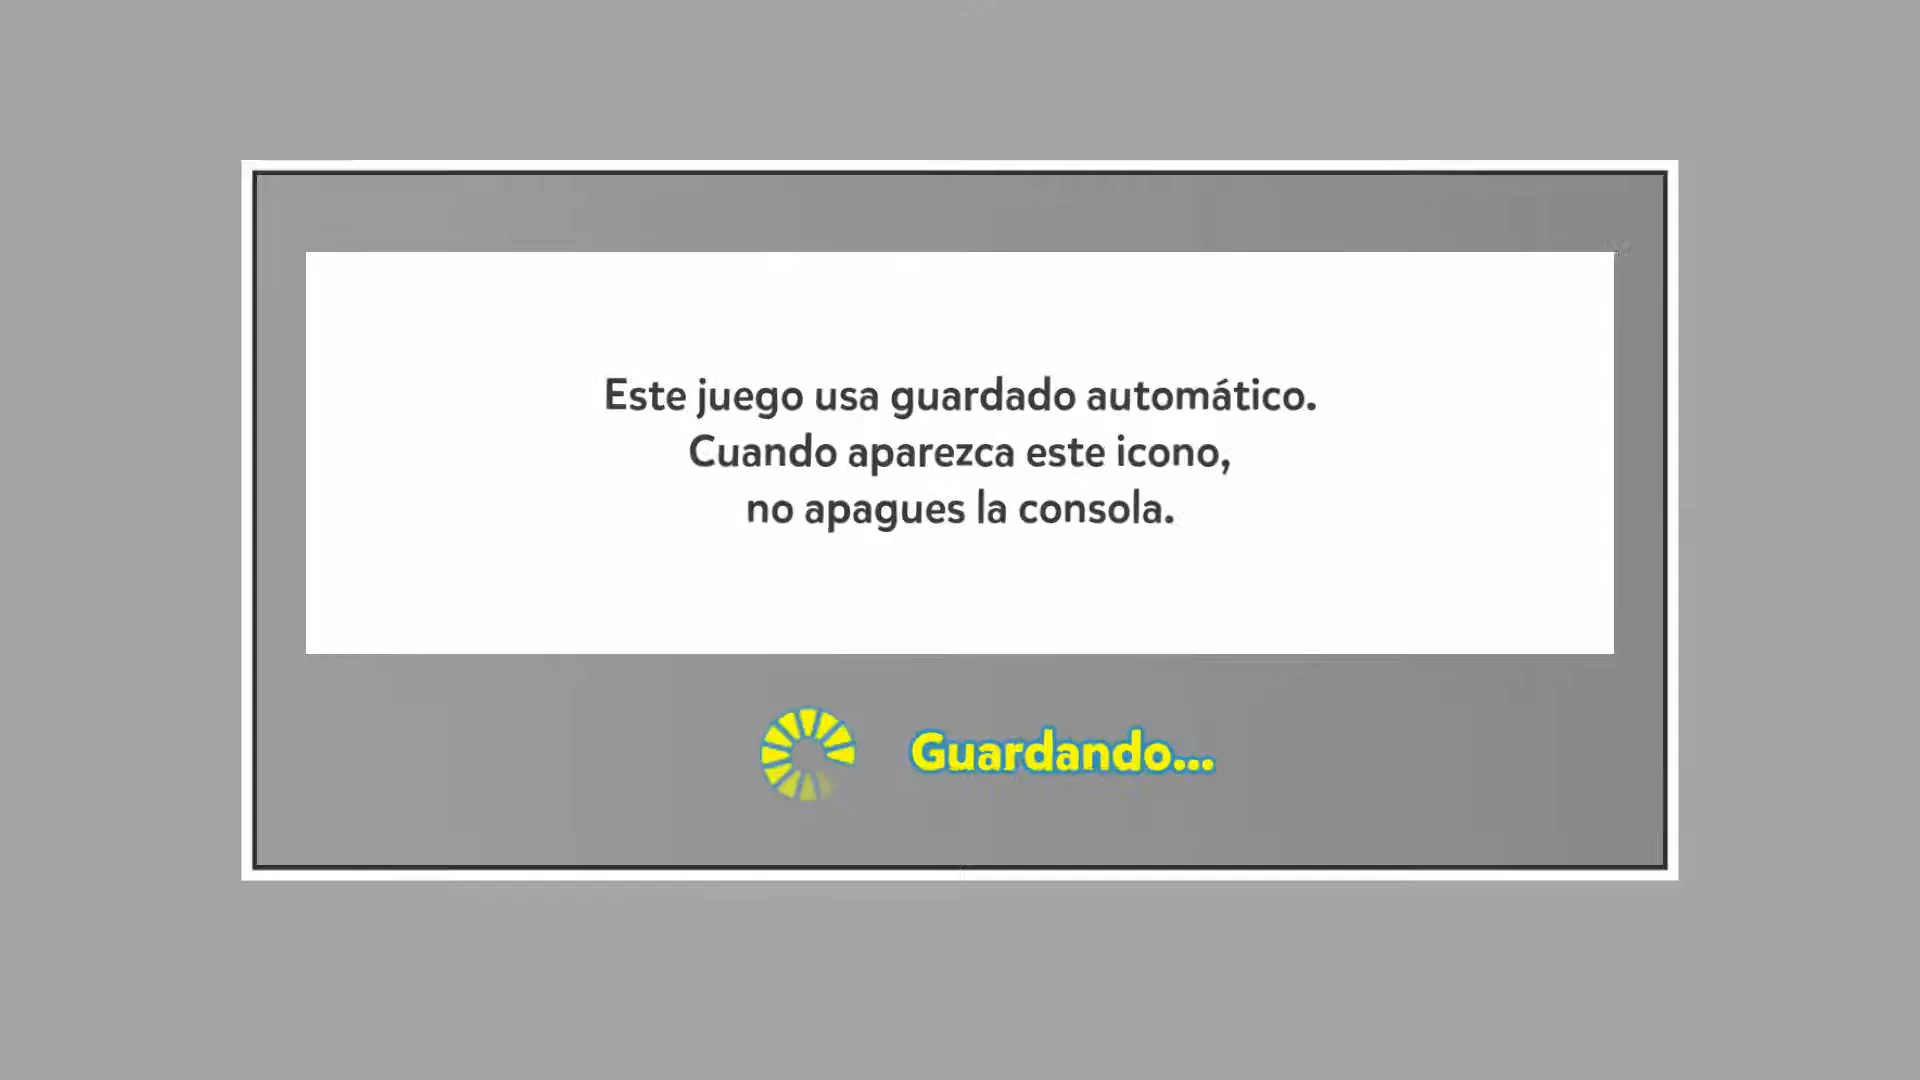 Este juego usa guardado automático.
Cuando aparezca este icono,
no apagues la consola.
Guardando...